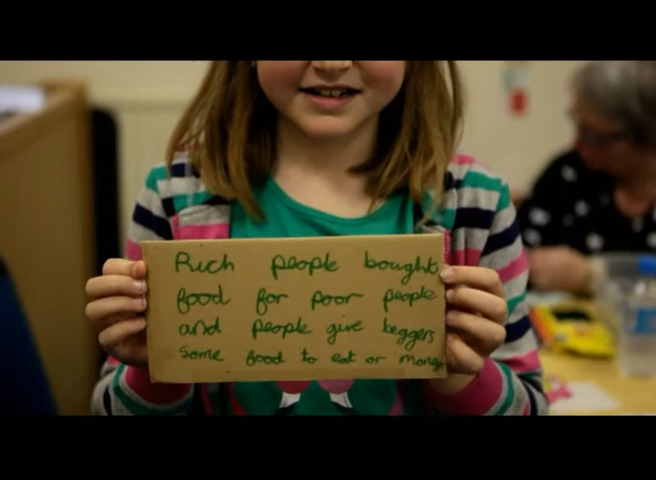 Rich people bought
food for poor people
and people give beggers
some food to eat or money